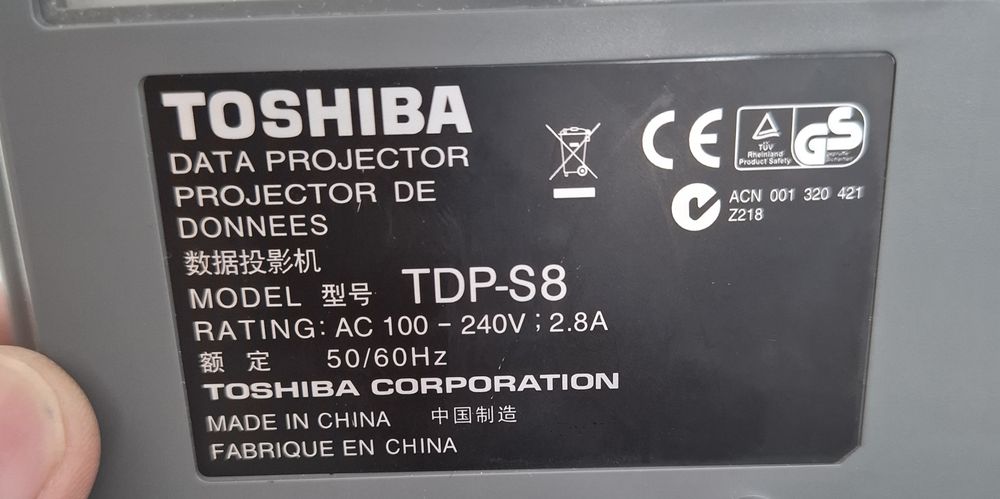 TOSHIBA
DATA PROJECTOR
PROJECTOR DE
DONNEES
数据投影机
MODEL 型号 TDP-S8
RATING: AC 100 - 240V ; 2.8A
额 定 50/60Hz
TOSHIBA CORPORATION
MADE IN CHINA 中国制造
FABRIQUE EN CHINA
CE
TÜV
Rheinland
Product Safety
GS
geprüfte
Sicherheit
ACN 001 320 421
Z218